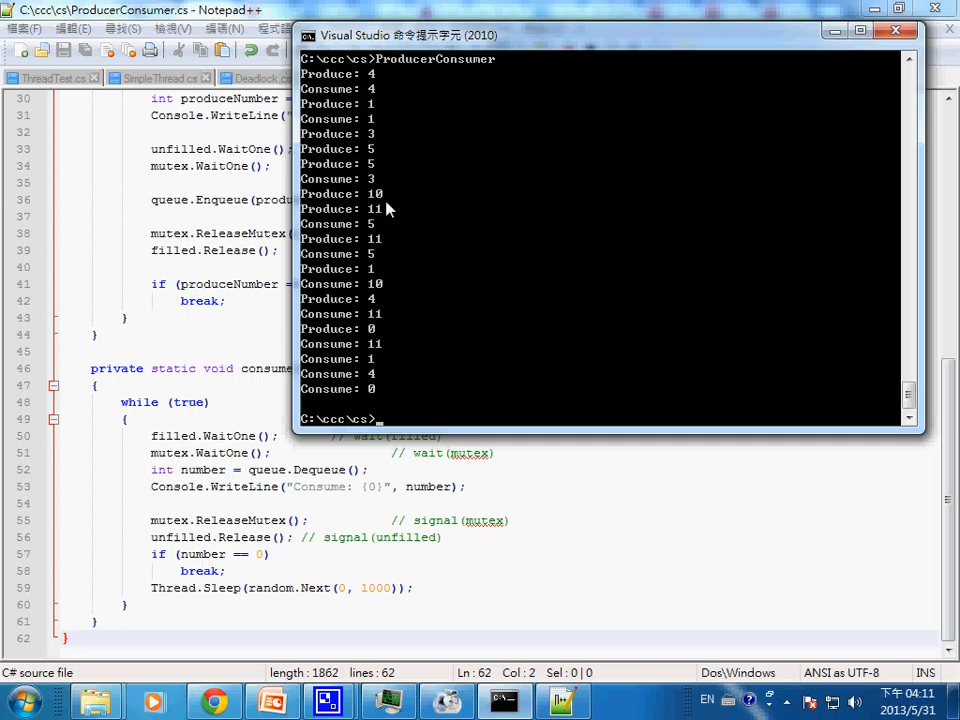 C:\ccc\cs\ProducerConsumer.cs - Notepad++
檔案(F) 編輯(E) 尋找(S) 檢視(V) 編碼(N) 程式語
Visual Studio 命令提示字元 (2010)
ThreadTest.cs SimpleThread.cs Deadlock.cs
C:\ccc\cs>ProducerConsumer
Produce: 4
Consume: 4
Produce: 1
Consume: 1
Produce: 3
Produce: 5
Produce: 5
Consume: 3
Produce: 10
Produce: 11
Consume: 5
Produce: 11
Consume: 5
Produce: 1
Consume: 10
Produce: 4
Consume: 11
Produce: 0
Consume: 11
Consume: 1
Consume: 4
Consume: 0
C:\ccc\cs>_
30 int produceNumber =
31 Console.WriteLine("
32
33 unfilled.WaitOne();
34 mutex.WaitOne();
35
36 queue.Enqueue(produ
37
38 mutex.ReleaseMutex(
39 filled.Release();
40
41 if (produceNumber =
42 break;
43 }
44 }
45
46 private static void consume
47 {
48 while (true)
49 {
50 filled.WaitOne(); // wait(filled)
51 mutex.WaitOne(); // wait(mutex)
52 int number = queue.Dequeue();
53 Console.WriteLine("Consume: {0}", number);
54
55 mutex.ReleaseMutex(); // signal(mutex)
56 unfilled.Release(); // signal(unfilled)
57 if (number == 0)
58 break;
59 Thread.Sleep(random.Next(0, 1000));
60 }
61 }
62 }
C# source file length : 1862 lines : 62 Ln : 62 Col : 2 Sel : 0 | 0 Dos\Windows ANSI as UTF-8 INS
EN 下午 04:11
2013/5/31